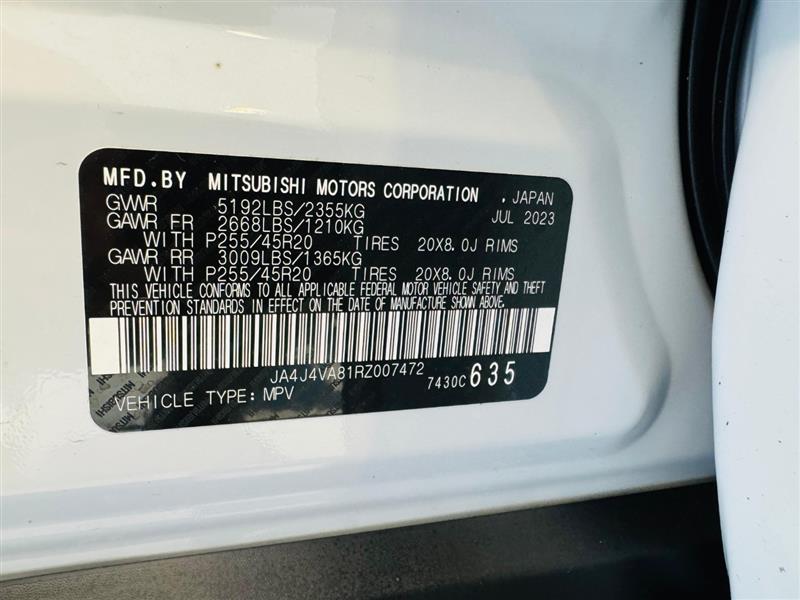 MFD.BY MITSUBISHI MOTORS CORPORATION , JAPAN
GVWR 5192LBS/2355KG JUL 2023
GAWR FR 2668LBS/1210KG
WITH P255/45R20 TIRES 20X8.0J RIMS
GAWR RR 3009LBS/1365KG
WITH P255/45R20 TIRES 20X8.0J RIMS
THIS VEHICLE CONFORMS TO ALL APPLICABLE FEDERAL MOTOR VEHICLE SAFETY AND THEFT
PREVENTION STANDARDS IN EFFECT ON THE DATE OF MANUFACTURE SHOWN ABOVE.
JA4J4VA81RZ007472 7430C 635
VEHICLE TYPE: MPV